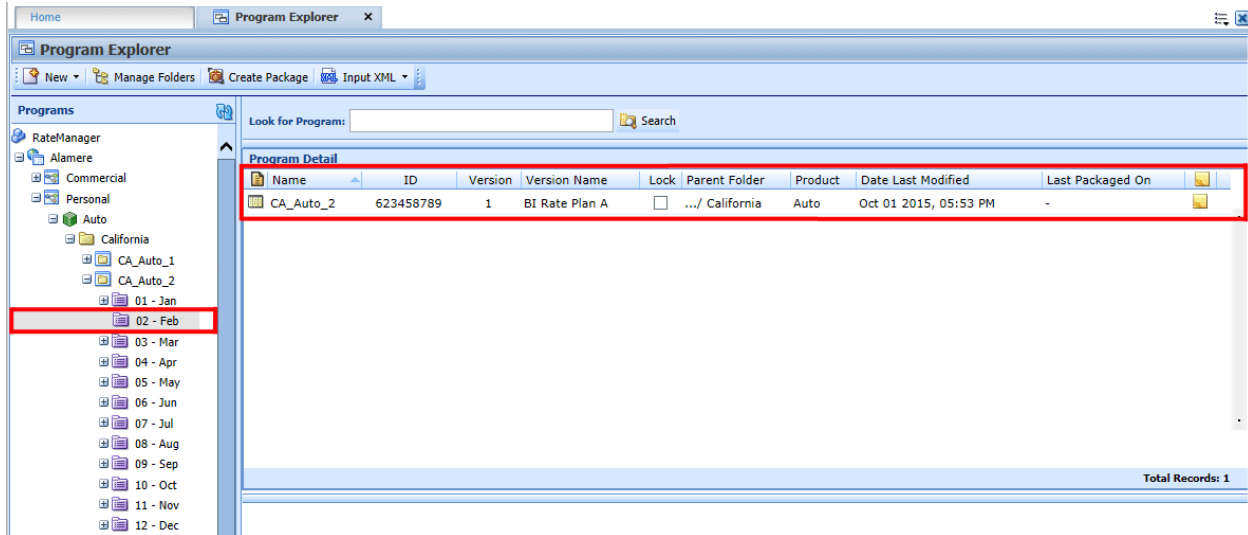 Home Program Explorer x
Program Explorer
New Manage Folders Create Package Input XML
Programs
RateManager
Alamere
Commercial
Personal
Auto
California
CA_Auto_1
CA_Auto_2
01 - Jan
02 - Feb
03 - Mar
04 - Apr
05 - May
06 - Jun
07 - Jul
08 - Aug
09 - Sep
10 - Oct
11 - Nov
12 - Dec
Look for Program: Search
Program Detail
Name ID Version Version Name Lock Parent Folder Product Date Last Modified Last Packaged On
CA_Auto_2 623458789 1 BI Rate Plan A .../ California Auto Oct 01 2015, 05:53 PM -
Total Records: 1